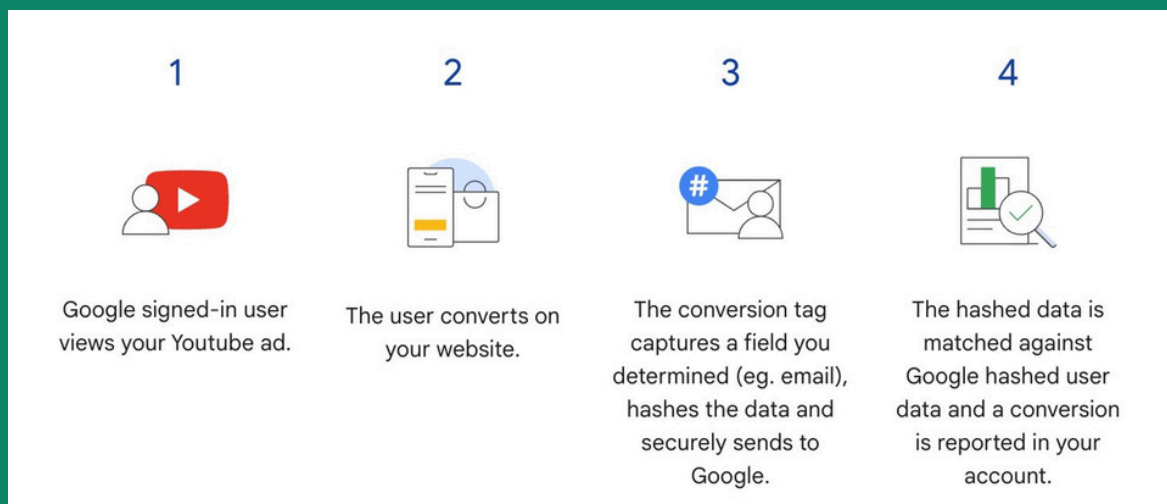 1
Google signed-in user
views your Youtube ad.
2
The user converts on
your website.
3
#
The conversion tag
captures a field you
determined (eg. email),
hashes the data and
securely sends to
Google.
4
The hashed data is
matched against
Google hashed user
data and a conversion
is reported in your
account.